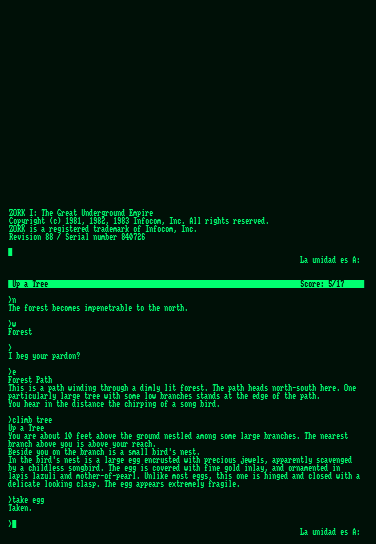 ZORK I: The Great Underground Empire
Copyright (c) 1981, 1982, 1983 Infocom, Inc. All rights reserved.
ZORK is a registered trademark of Infocom, Inc.
Revision 88 / Serial number 840726
La unidad es A:
Up a Tree Score: 5/17
>n
The forest becomes impenetrable to the north.
>w
Forest
>
I beg your pardon?
>e
Forest Path
This is a path winding through a dimly lit forest. The path heads north-south here. One
particularly large tree with some low branches stands at the edge of the path.
You hear in the distance the chirping of a song bird.
>climb tree
Up a Tree
You are about 10 feet above the ground nestled among some large branches. The nearest
branch above you is above your reach.
Beside you on the branch is a small bird's nest.
In the bird's nest is a large egg encrusted with precious jewels, apparently scavenged
by a childless songbird. The egg is covered with fine gold inlay, and ornamented in
lapis lazuli and mother-of-pearl. Unlike most eggs, this one is hinged and closed with a
delicate looking clasp. The egg appears extremely fragile.
>take egg
Taken.
>
La unidad es A: